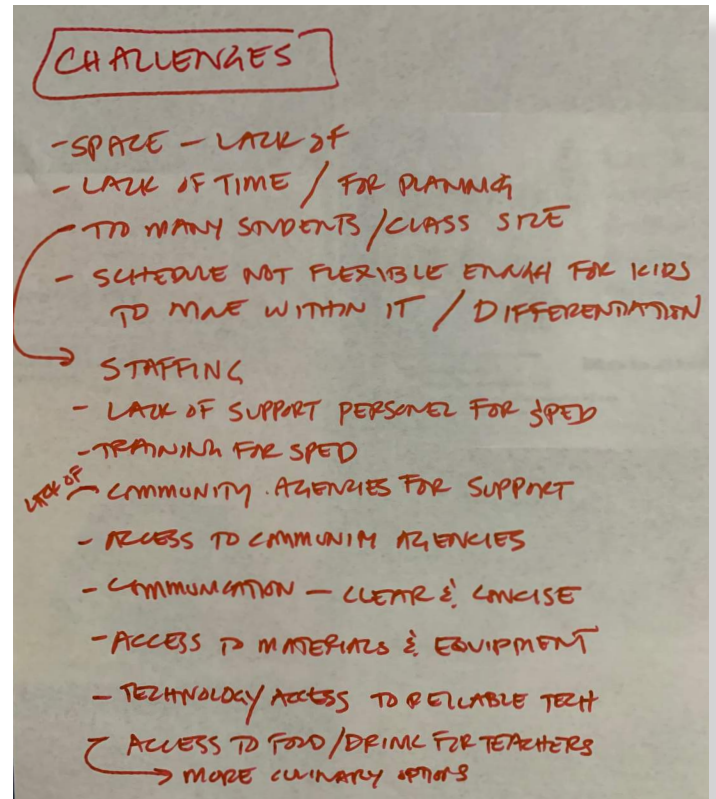 CHALLENGES
- SPACE - LACK OF
- LACK OF TIME / FOR PLANNING
- TOO MANY STUDENTS / CLASS SIZE
- SCHEDULE NOT FLEXIBLE ENOUGH FOR KIDS
TO MOVE WITHIN IT / DIFFERENTIATION
STAFFING
- LACK OF SUPPORT PERSONEL FOR SPED
- TRAINING FOR SPED
LACK OF - COMMUNITY AGENCIES FOR SUPPORT
- ACCESS TO COMMUNITY AGENCIES
- COMMUNICATION - CLEAR & CONCISE
- ACCESS TO MATERIALS & EQUIPMENT
- TECHNOLOGY / ACCESS TO RELIABLE TECH
- ACCESS TO FOOD / DRINK FOR TEACHERS
→ MORE CULINARY OPTIONS